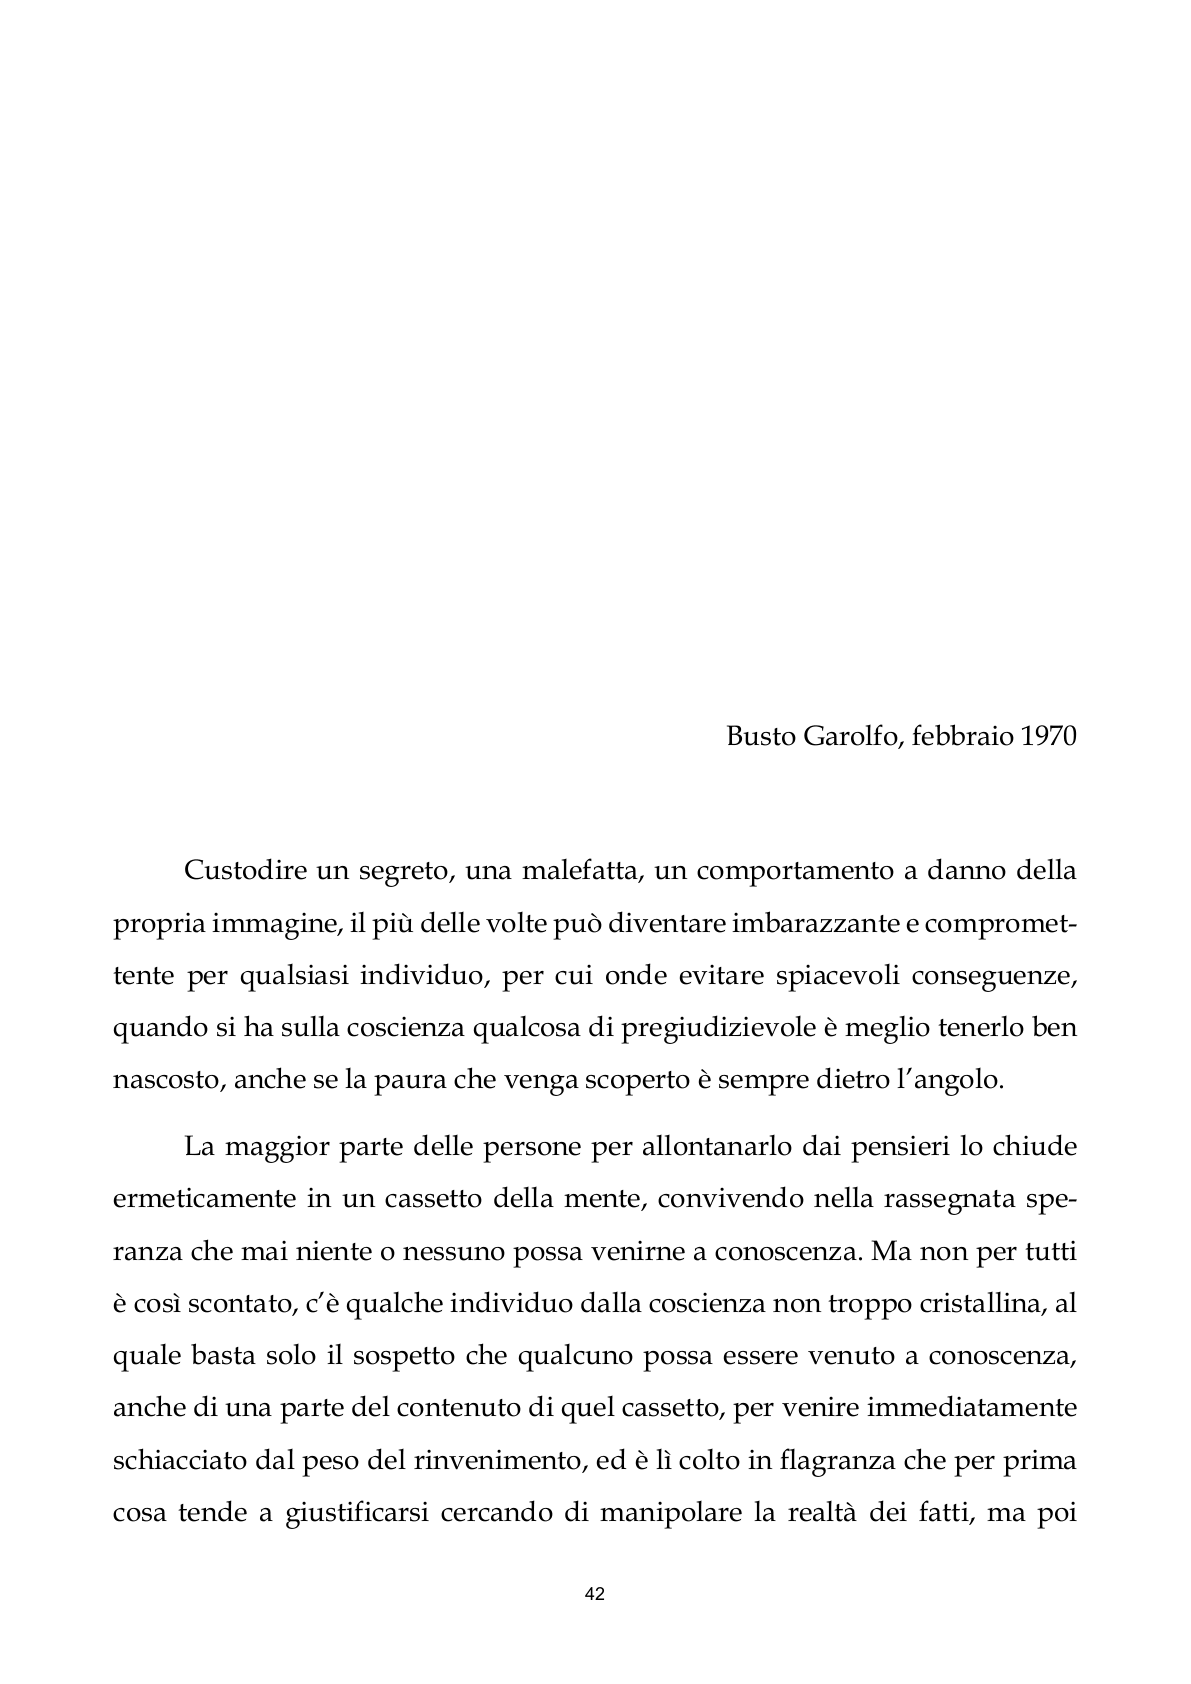 Busto Garolfo, febbraio 1970
Custodire un segreto, una malefatta, un comportamento a danno della
propria immagine, il più delle volte può diventare imbarazzante e compromet-
tente per qualsiasi individuo, per cui onde evitare spiacevoli conseguenze,
quando si ha sulla coscienza qualcosa di pregiudizievole è meglio tenerlo ben
nascosto, anche se la paura che venga scoperto è sempre dietro l’angolo.
La maggior parte delle persone per allontanarlo dai pensieri lo chiude
ermeticamente in un cassetto della mente, convivendo nella rassegnata spe-
ranza che mai niente o nessuno possa venirne a conoscenza. Ma non per tutti
è così scontato, c’è qualche individuo dalla coscienza non troppo cristallina, al
quale basta solo il sospetto che qualcuno possa essere venuto a conoscenza,
anche di una parte del contenuto di quel cassetto, per venire immediatamente
schiacciato dal peso del rinvenimento, ed è lì colto in flagranza che per prima
cosa tende a giustificarsi cercando di manipolare la realtà dei fatti, ma poi
42